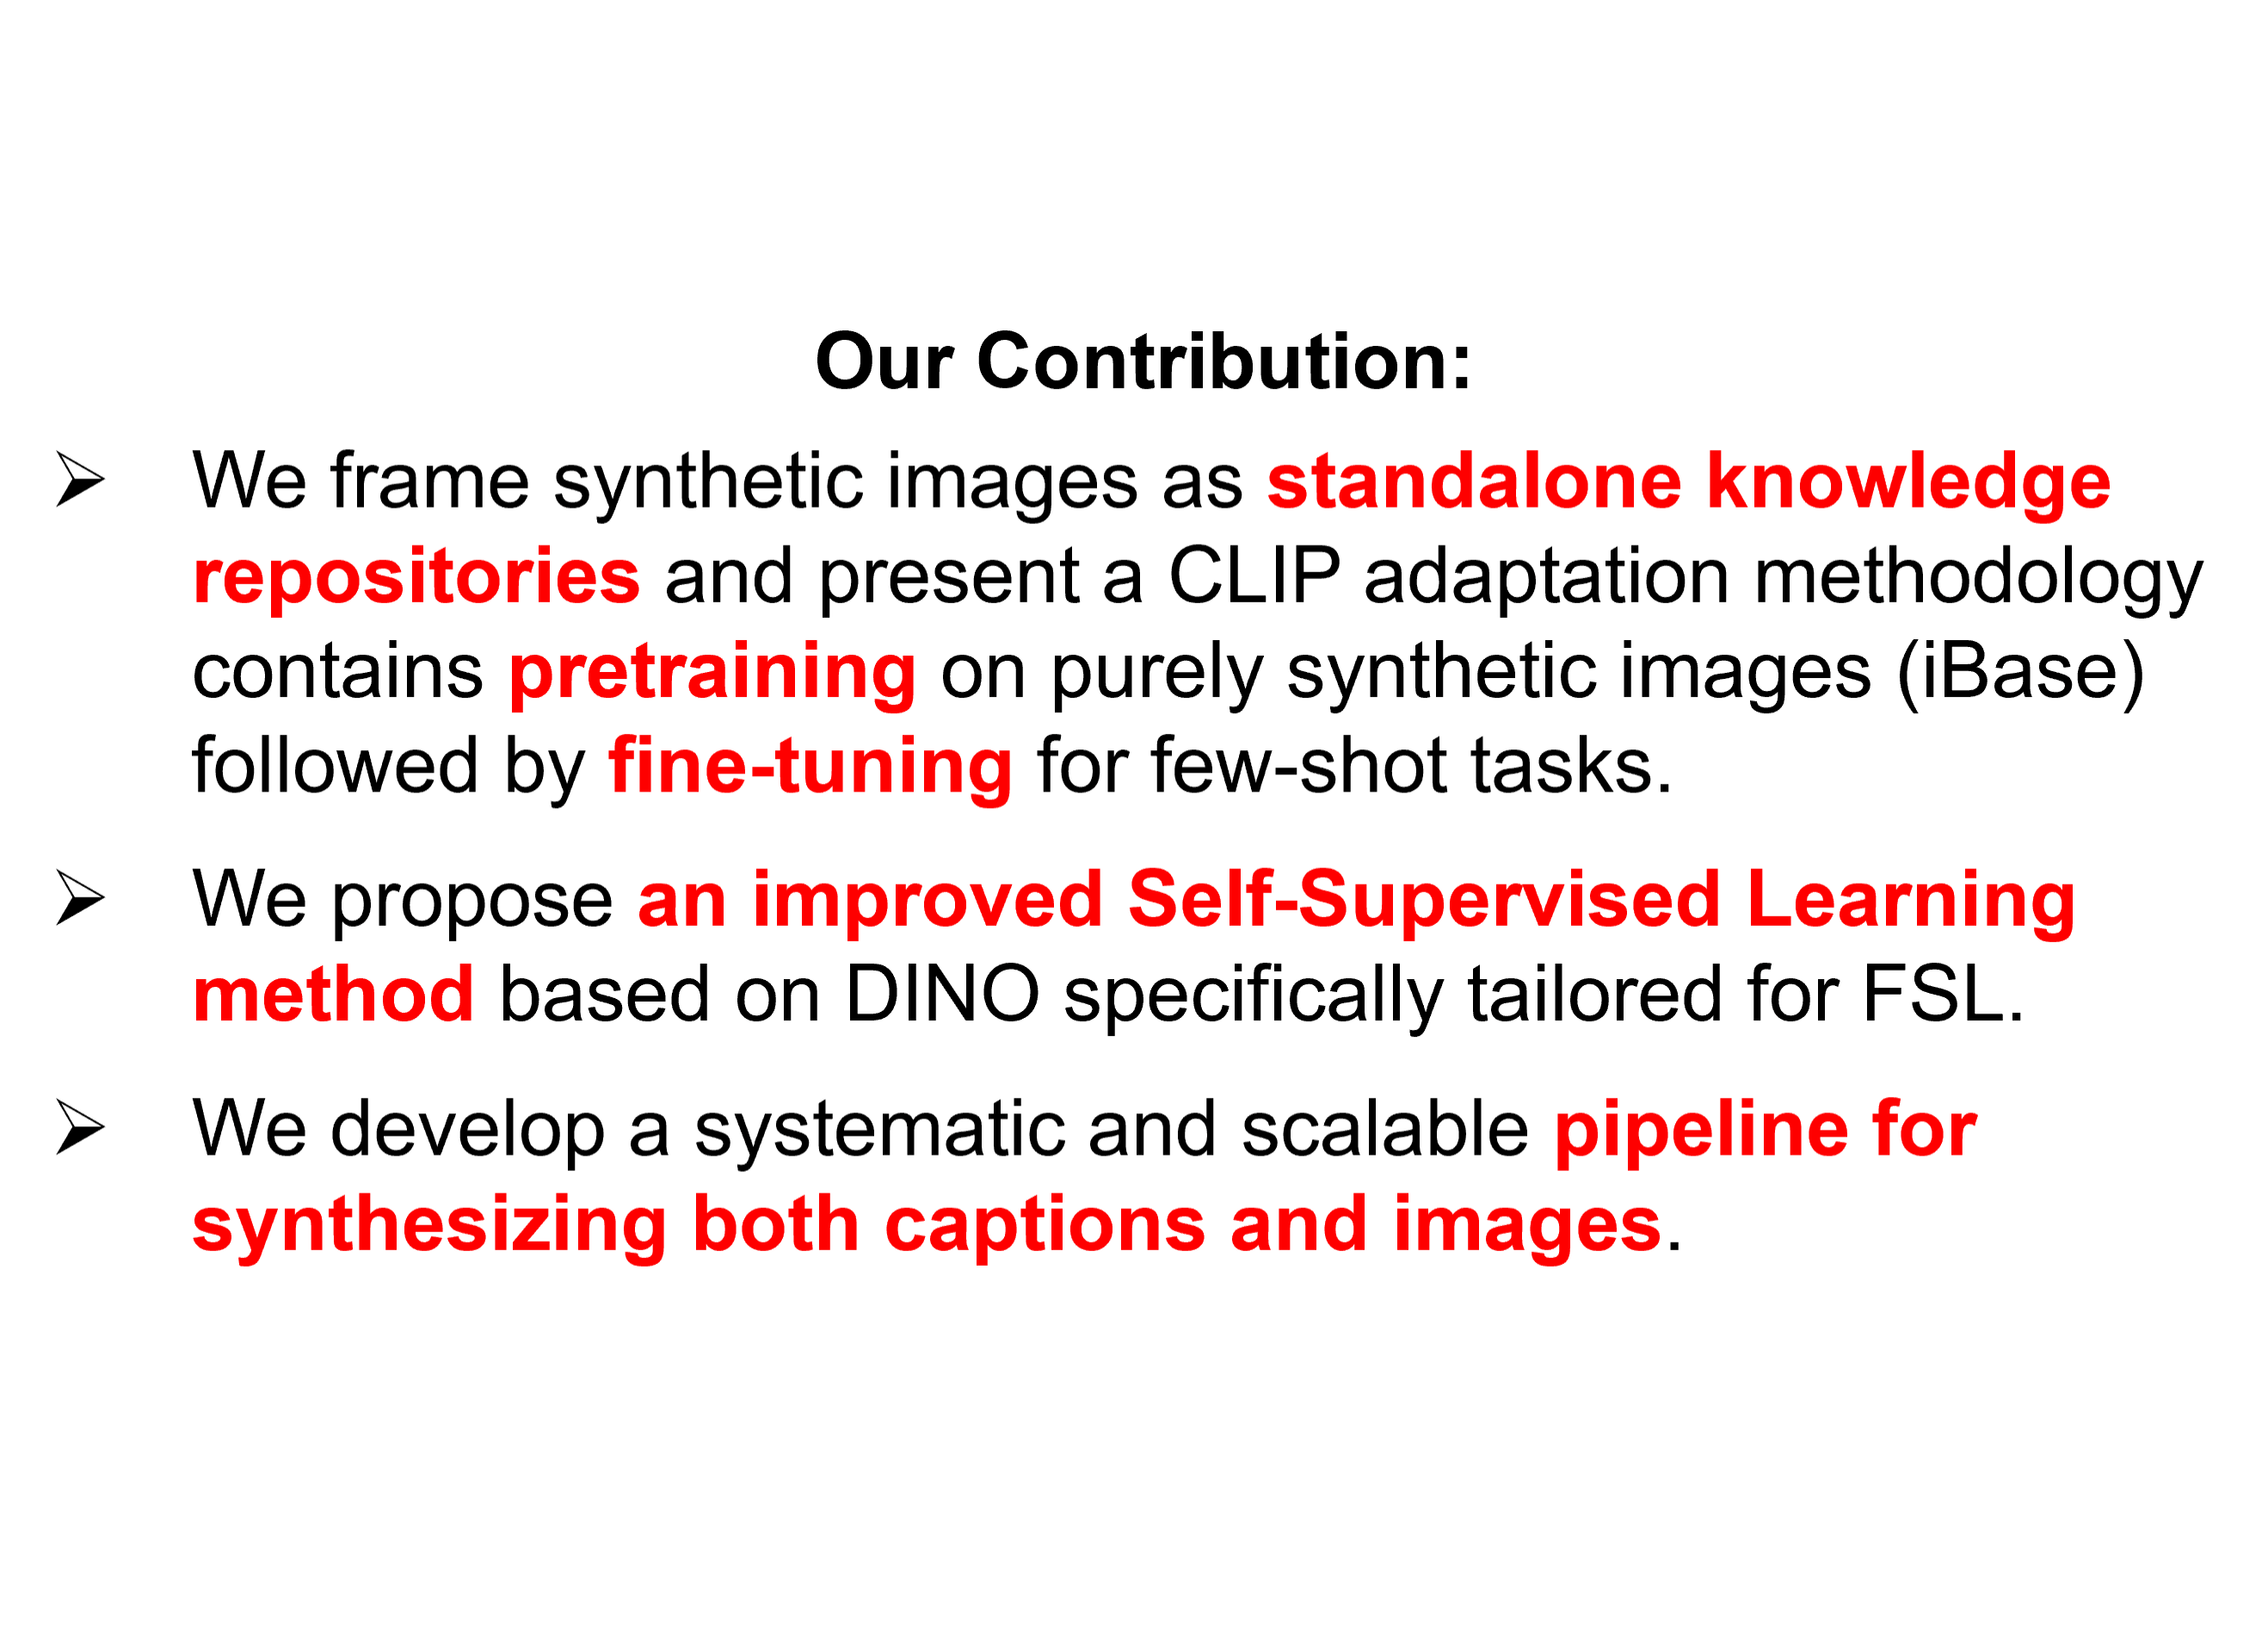 Our Contribution:
We frame synthetic images as standalone knowledge
repositories and present a CLIP adaptation methodology
contains pretraining on purely synthetic images (iBase)
followed by fine-tuning for few-shot tasks.
We propose an improved Self-Supervised Learning
method based on DINO specifically tailored for FSL.
We develop a systematic and scalable pipeline for
synthesizing both captions and images.